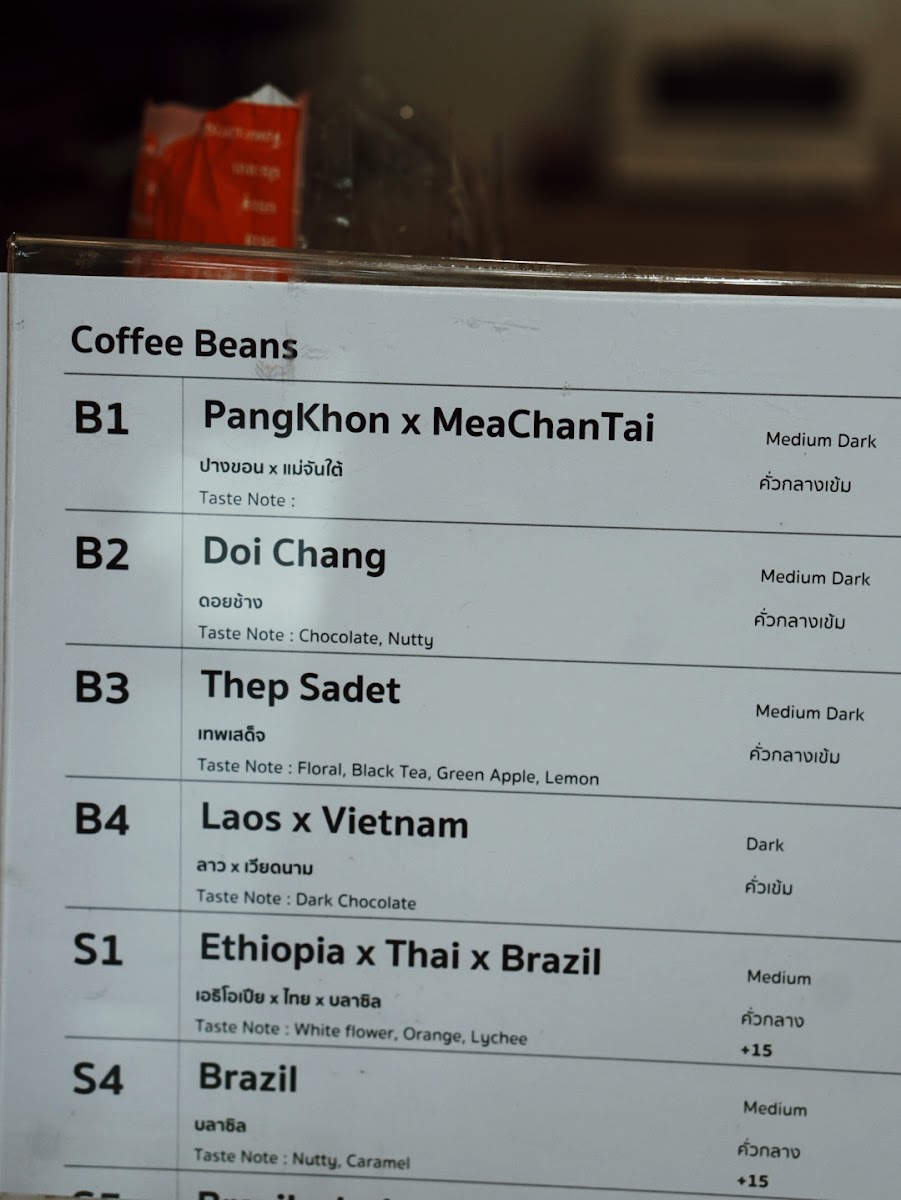 Coffee Beans
B1
PangKhon x MeaChanTai
Medium Dark
ปางขอน x แม่จันใต้
คั่วกลางเข้ม
Taste Note :
B2
Doi Chang
Medium Dark
ดอยช้าง
คั่วกลางเข้ม
Taste Note : Chocolate, Nutty
B3
Thep Sadet
Medium Dark
เทพเสด็จ
คั่วกลางเข้ม
Taste Note : Floral, Black Tea, Green Apple, Lemon
B4
Laos x Vietnam
Dark
ลาว x เวียดนาม
คั่วเข้ม
Taste Note : Dark Chocolate
S1
Ethiopia x Thai x Brazil
Medium
เอธิโอเปีย x ไทย x บลาซิล
คั่วกลาง
Taste Note : White flower, Orange, Lychee
+15
S4
Brazil
Medium
บลาซิล
คั่วกลาง
Taste Note : Nutty, Caramel
+15